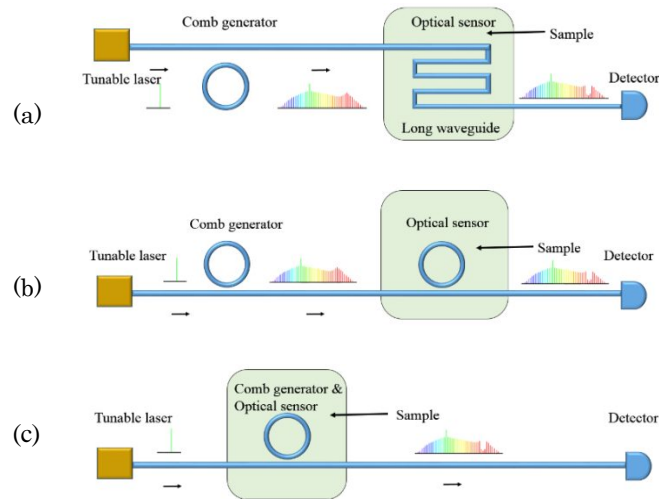 Comb generator
Optical sensor
Sample
Tunable laser
Detector
(a)
Long waveguide
Comb generator
Optical sensor
Tunable laser
Sample
Detector
(b)
Comb generator &
Optical sensor
Tunable laser
Sample
Detector
(c)